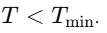 T < T_min.